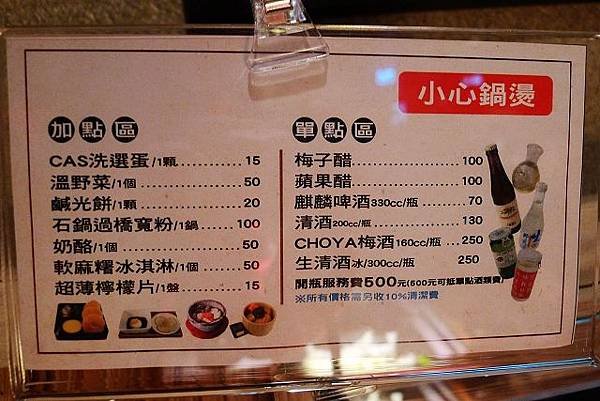 小心鍋燙
加點區
CAS洗選蛋/1顆 15
溫野菜/1個 50
鹹光餅/1顆 20
石鍋過橋寬粉/1鍋 100
奶酪/1個 50
軟麻糬冰淇淋/1個 50
超薄檸檬片/1盤 15
單點區
梅子醋 100
蘋果醋 100
麒麟啤酒330cc/瓶 70
清酒200cc/瓶 130
CHOYA梅酒160cc/瓶 250
生清酒冰/300cc/瓶 250
開瓶服務費500元(500元可抵單點酒類費)
※所有價格需另收10%清潔費